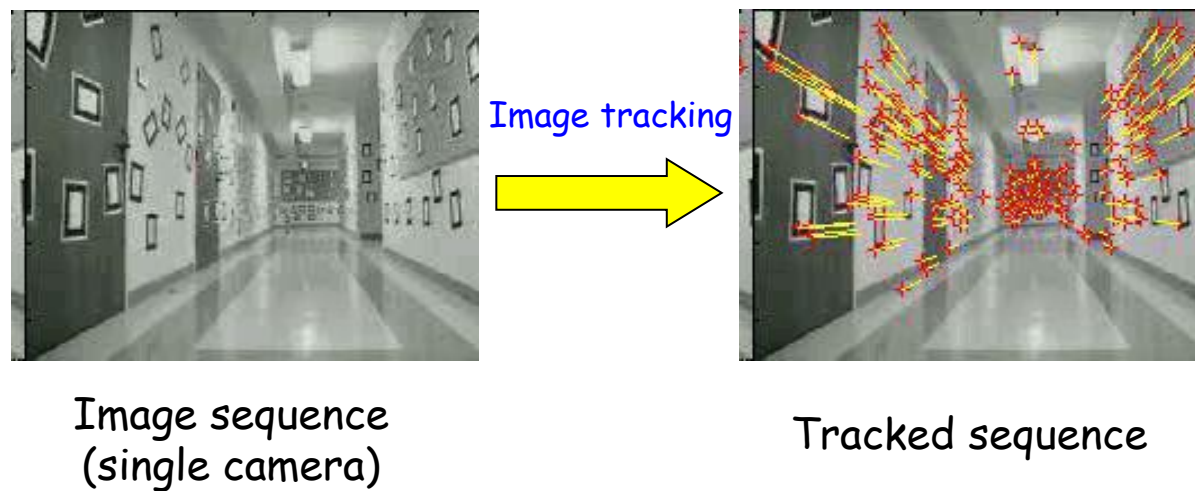 Image tracking
Image sequence
(single camera)
Tracked sequence